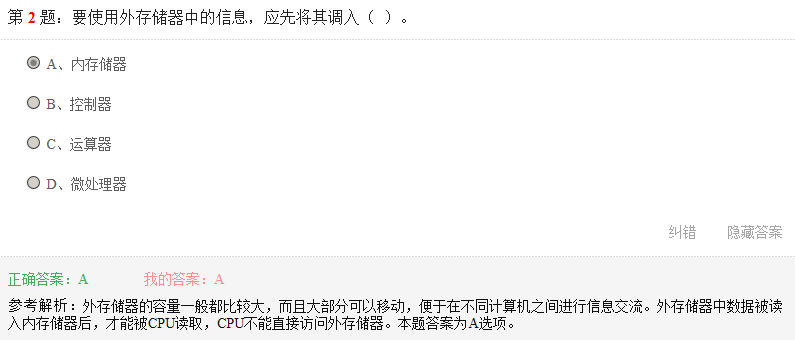 第 2 题：要使用外存储器中的信息，应先将其调入（ ）。
A、内存储器
B、控制器
C、运算器
D、微处理器
纠错 隐藏答案
正确答案：A 我的答案：A
参考解析：外存储器的容量一般都比较大，而且大部分可以移动，便于在不同计算机之间进行信息交流。外存储器中数据被读
入内存储器后，才能被CPU读取，CPU不能直接访问外存储器。本题答案为A选项。